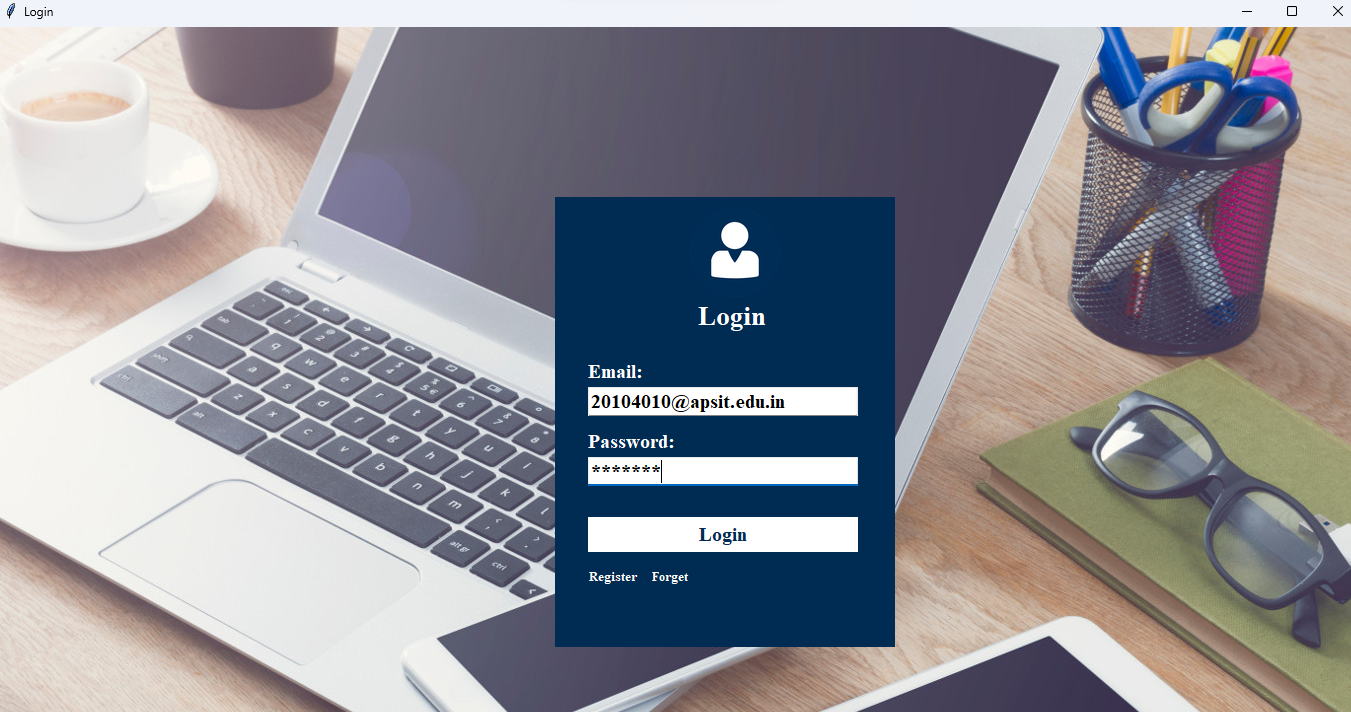 Login
Login
Email:
20104010@apsit.edu.in
Password:
*******
Login
Register Forget